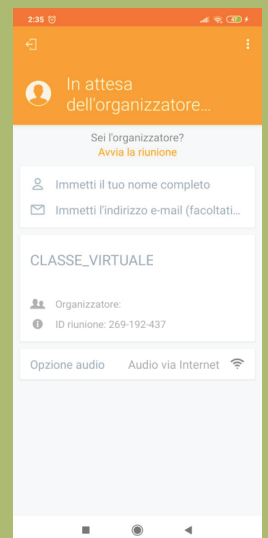 2:35
47
In attesa
dell'organizzatore...
Sei l'organizzatore?
Avvia la riunione
Immetti il tuo nome completo
Immetti l'indirizzo e-mail (facoltati...
CLASSE_VIRTUALE
Organizzatore:
ID riunione: 269-192-437
Opzione audio Audio via Internet